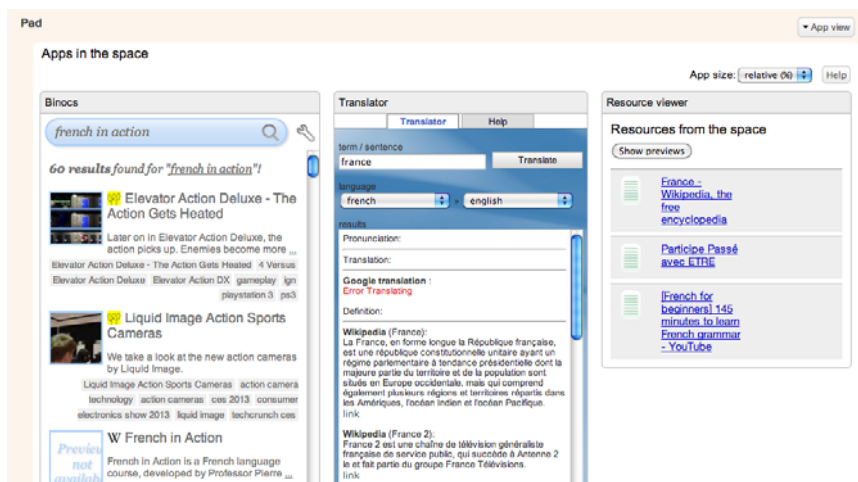 Pad
App view
Apps in the space
App size: relative (%)
Help
Binocs
french in action
60 results found for "french in action"!
Elevator Action Deluxe - The
Action Gets Heated
Later on in Elevator Action Deluxe, the
action picks up. Enemies become more ...
Elevator Action Deluxe - The Action Gets Heated 4 Versus
Elevator Action Deluxe Elevator Action DX gameplay ign
playstation 3 ps3
Liquid Image Action Sports
Cameras
We take a look at the new action cameras
by Liquid Image.
Liquid Image Action Sports Cameras action camera
technology action cameras ces 2013 consumer
electronics show 2013 liquid image techcrunch ces
Preview
not
available
W French in Action
French in Action is a French language
course, developed by Professor Pierre ...
Translator
Translator Help
term / sentence
france Translate
language
french » english
results
Pronunciation:
Translation:
Google translation :
Error Translating
Definition:
Wikipedia (France):
La France, en forme longue la République française,
est une république constitutionnelle unitaire ayant un
régime parlementaire à tendance présidentielle dont la
majeure partie du territoire et de la population sont
situés en Europe occidentale, mais qui comprend
également plusieurs régions et territoires répartis dans
les Amériques, l'océan Indien et l'océan Pacifique.
link
Wikipedia (France 2):
France 2 est une chaîne de télévision généraliste
française de service public, qui succède à Antenne 2
le et fait partie du groupe France Télévisions.
link
Resource viewer
Resources from the space
Show previews
France -
Wikipedia, the
free
encyclopedia
Participe Passé
avec ETRE
[French for
beginners] 145
minutes to learn
French grammar
- YouTube